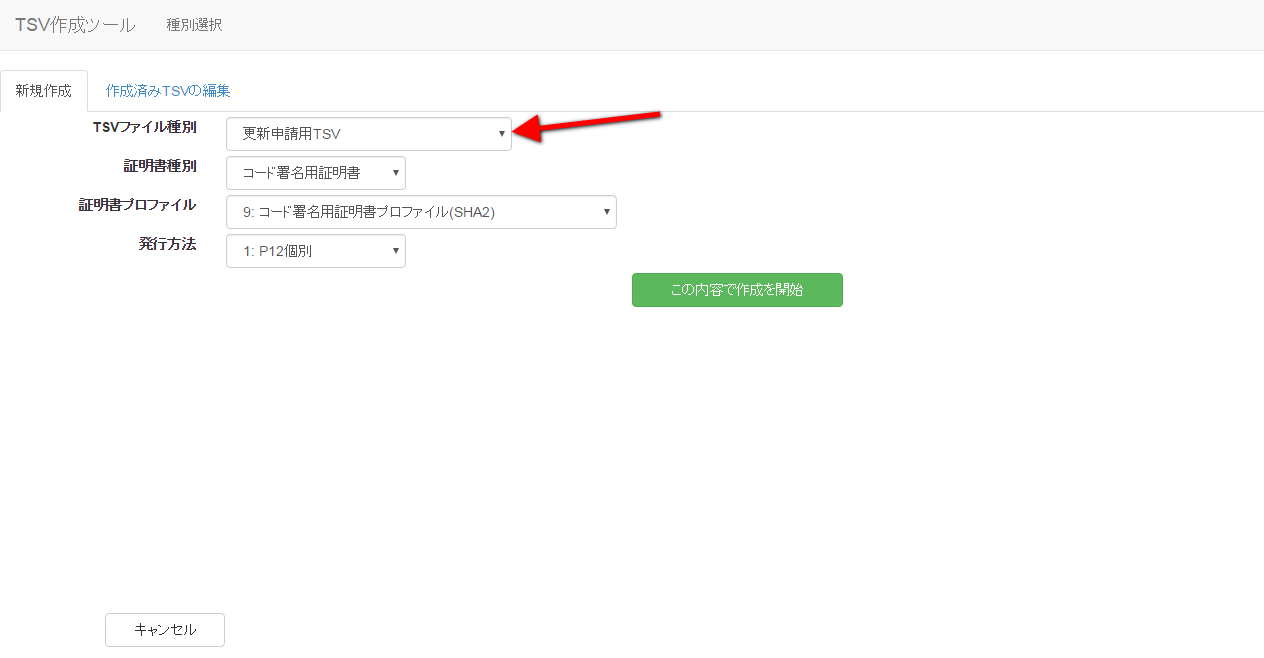 TSV作成ツール 種別選択
新規作成 作成済みTSVの編集
TSVファイル種別 更新申請用TSV
証明書種別 コード署名用証明書
証明書プロファイル 9: コード署名用証明書プロファイル(SHA2)
発行方法 1: P12個別
この内容で作成を開始
キャンセル